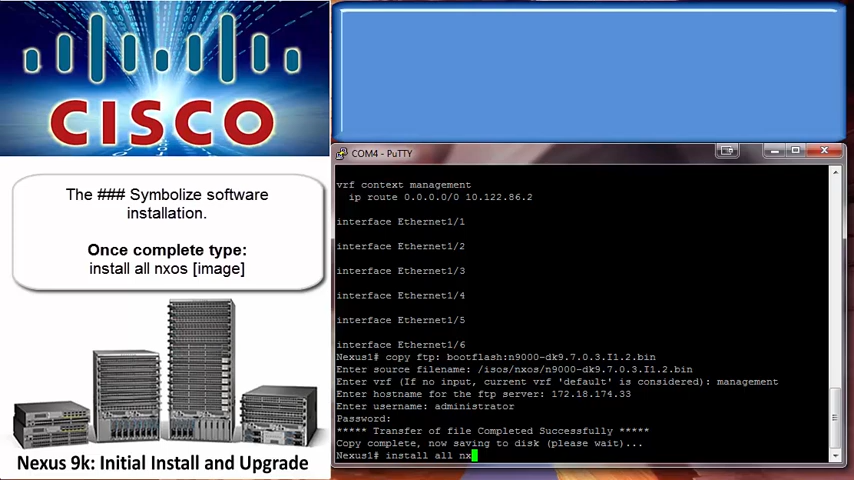 CISCO
The ### Symbolize software
installation.
Once complete type:
install all nxos [image]
Nexus 9k: Initial Install and Upgrade
COM4 - PuTTY
vrf context management
ip route 0.0.0.0/0 10.122.86.2
interface Ethernet1/1
interface Ethernet1/2
interface Ethernet1/3
interface Ethernet1/4
interface Ethernet1/5
interface Ethernet1/6
Nexus1# copy ftp: bootflash:n9000-dk9.7.0.3.I1.2.bin
Enter source filename: /isos/nxos/n9000-dk9.7.0.3.I1.2.bin
Enter vrf (If no input, current vrf 'default' is considered): management
Enter hostname for the ftp server: 172.18.174.33
Enter username: administrator
Password:
***** Transfer of file Completed Successfully *****
Copy complete, now saving to disk (please wait)...
Nexus1# install all nx